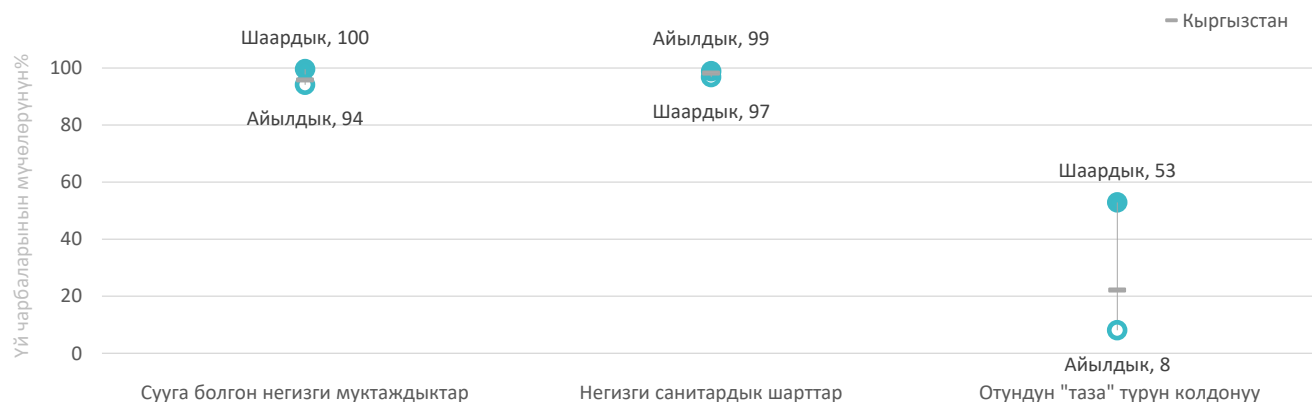 Кыргызстан
Үй чарбаларынын мүчөлөрүнүн%
100
80
60
40
20
0
Шаардык, 100
Айылдык, 94
Айылдык, 99
Шаардык, 97
Шаардык, 53
Айылдык, 8
Сууга болгон негизги муктаждыктар
Негизги санитардык шарттар
Отундун "таза" түрүн колдонуу